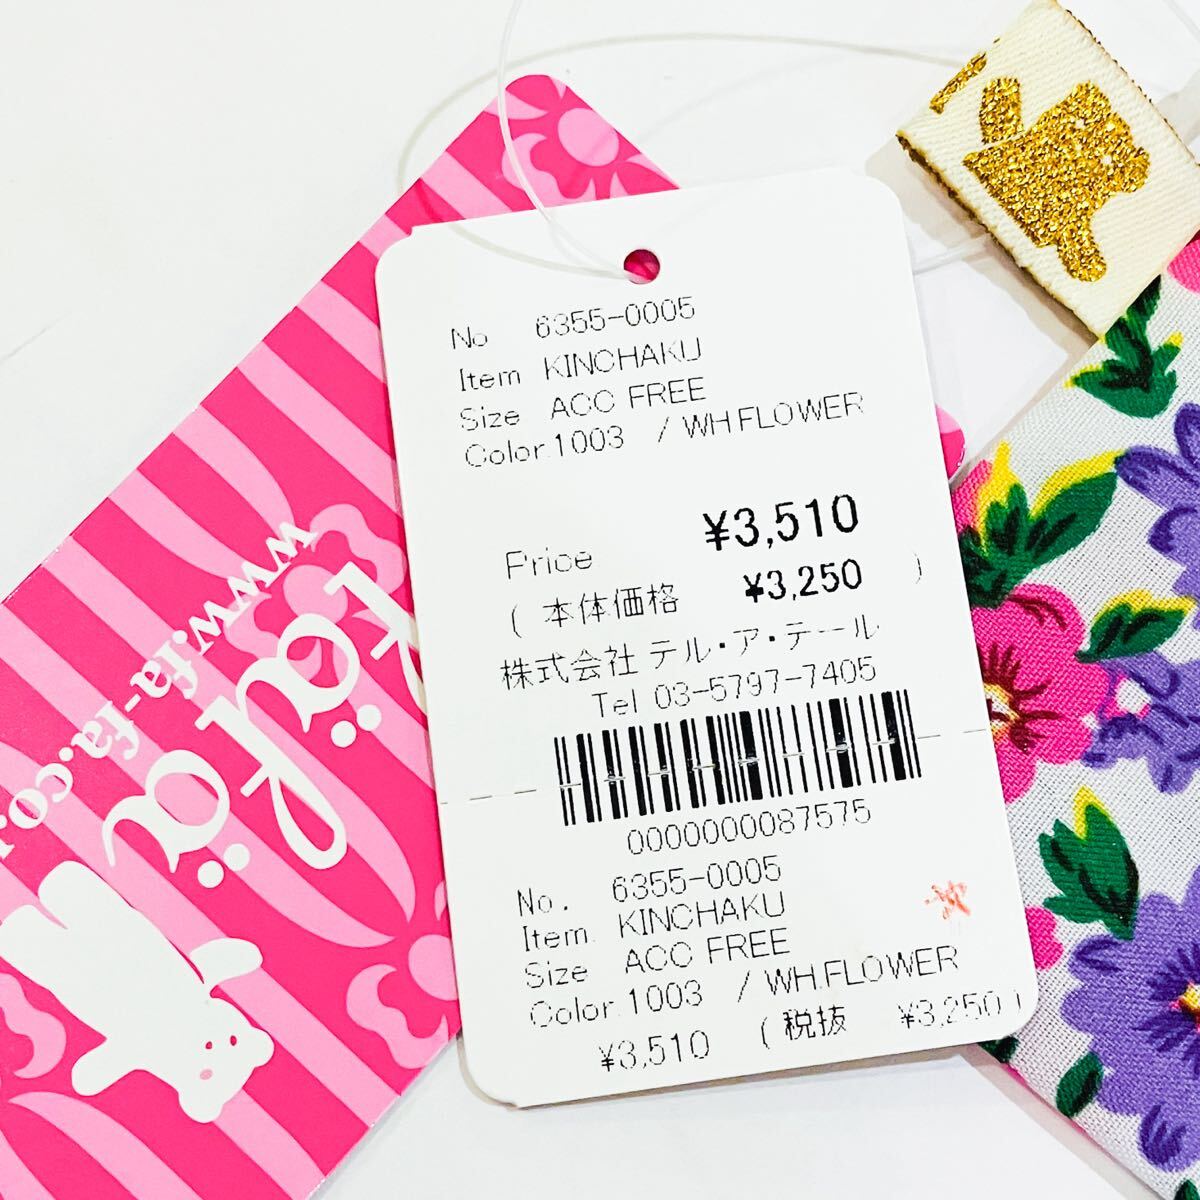 No 6355-0005
Item KINCHAKU
Size ACC FREE
Color.1003 / WH.FLOWER
Price ¥3,510
( 本体価格 ¥3,250 )
株式会社 テル・ア・テール
Tel 03-5797-7405
0000000087575
No. 6355-0005
Item. KINCHAKU
Size ACC FREE
Color.1003 / WH.FLOWER
¥3,510 ( 税抜 ¥3,250 )
www.fa-fa.co.